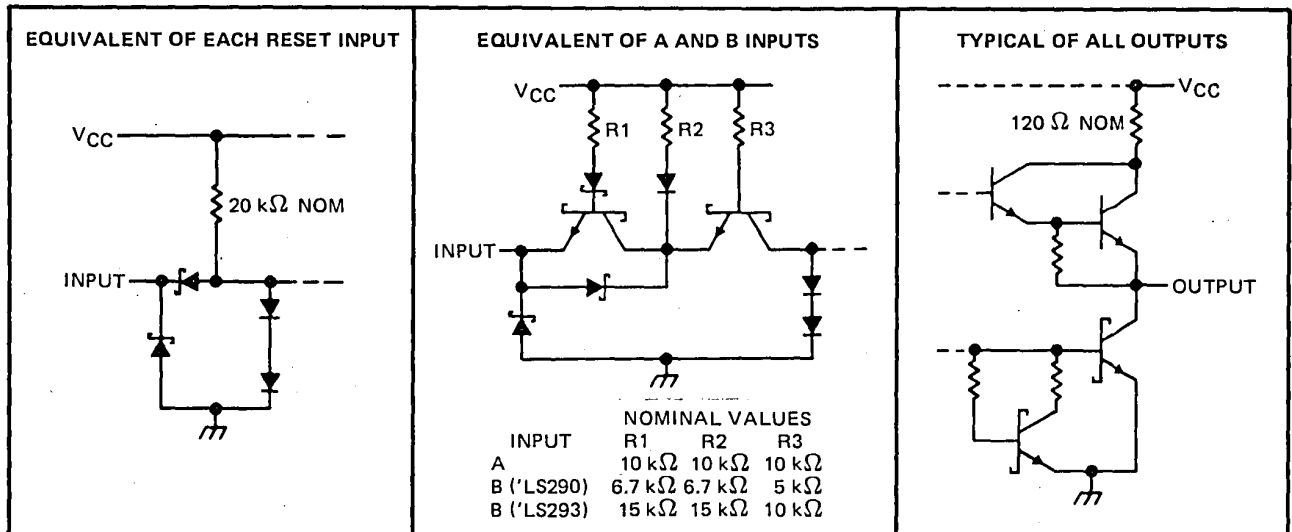 EQUIVALENT OF EACH RESET INPUT
VCC
20 kΩ NOM
INPUT
EQUIVALENT OF A AND B INPUTS
VCC
R1 R2 R3
INPUT
NOMINAL VALUES
INPUT R1 R2 R3
A 10 kΩ 10 kΩ 10 kΩ
B ('LS290) 6.7 kΩ 6.7 kΩ 5 kΩ
B ('LS293) 15 kΩ 15 kΩ 10 kΩ
TYPICAL OF ALL OUTPUTS
VCC
120 Ω NOM
OUTPUT